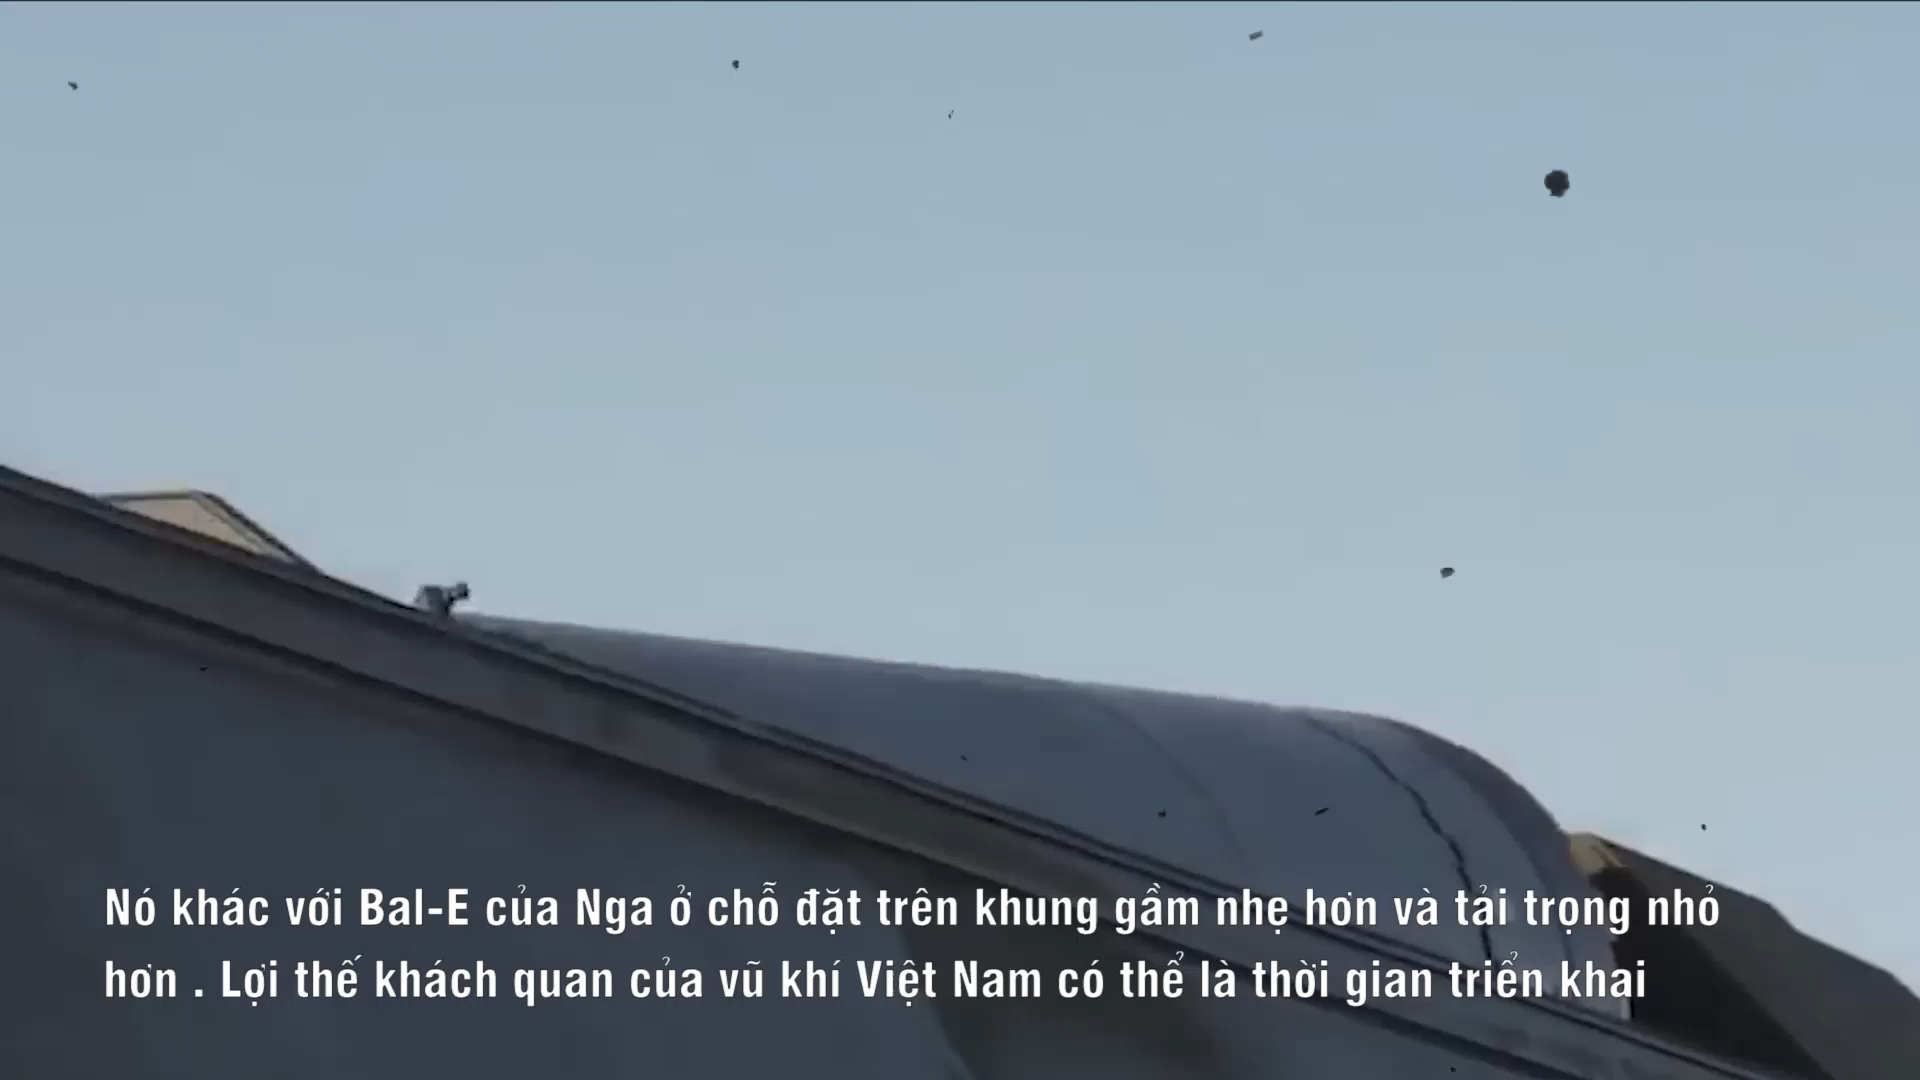 Nó khác với Bal-E của Nga ở chỗ đặt trên khung gầm nhẹ hơn và tải trọng nhỏ
hơn . Lợi thế khách quan của vũ khí Việt Nam có thể là thời gian triển khai